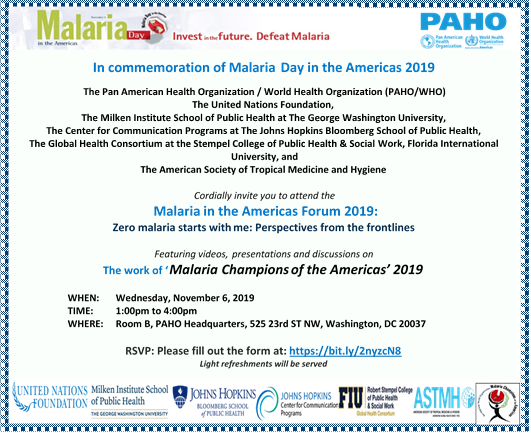 Malaria
Day
in the Americas
Invest in the future. Defeat Malaria
PAHO
Pan American Health Organization
World Health Organization
In commemoration of Malaria Day in the Americas 2019
The Pan American Health Organization / World Health Organization (PAHO/WHO)
The United Nations Foundation,
The Milken Institute School of Public Health at The George Washington University,
The Center for Communication Programs at The Johns Hopkins Bloomberg School of Public Health,
The Global Health Consortium at the Stempel College of Public Health & Social Work, Florida International
University, and
The American Society of Tropical Medicine and Hygiene
Cordially invite you to attend the
Malaria in the Americas Forum 2019:
Zero malaria starts with me: Perspectives from the frontlines
Featuring videos, presentations and discussions on
The work of ‘Malaria Champions of the Americas’ 2019
WHEN: Wednesday, November 6, 2019
TIME: 1:00pm to 4:00pm
WHERE: Room B, PAHO Headquarters, 525 23rd ST NW, Washington, DC 20037
RSVP: Please fill out the form at: https://bit.ly/2nyzcN8
Light refreshments will be served
UNITED NATIONS
FOUNDATION
Milken Institute School
of Public Health
THE GEORGE WASHINGTON UNIVERSITY
JOHNS HOPKINS
BLOOMBERG SCHOOL
of PUBLIC HEALTH
JOHNS HOPKINS
Center for Communication
Programs
FIU
Robert Stempel College
of Public Health
& Social Work
Global Health Consortium
ASTMH